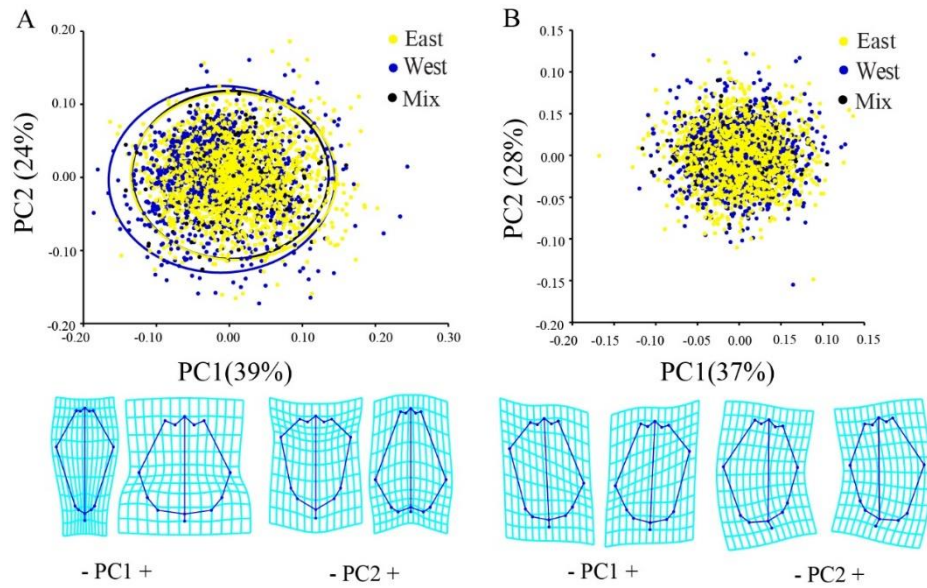 A
0.20
East
West
Mix
0.10
PC2 (24%)
0.00
-0.10
-0.20
-0.20
-0.10
0.00
0.10
0.20
0.30
PC1(39%)
B
0.15
East
West
Mix
0.10
0.15
PC2 (28%)
0.00
-0.05
-0.10
-0.20
-0.20
-0.15
-0.10
-0.05
0.00
0.05
0.10
0.15
PC1(37%)
- PC1 +
- PC2 +
- PC1 +
- PC2 +